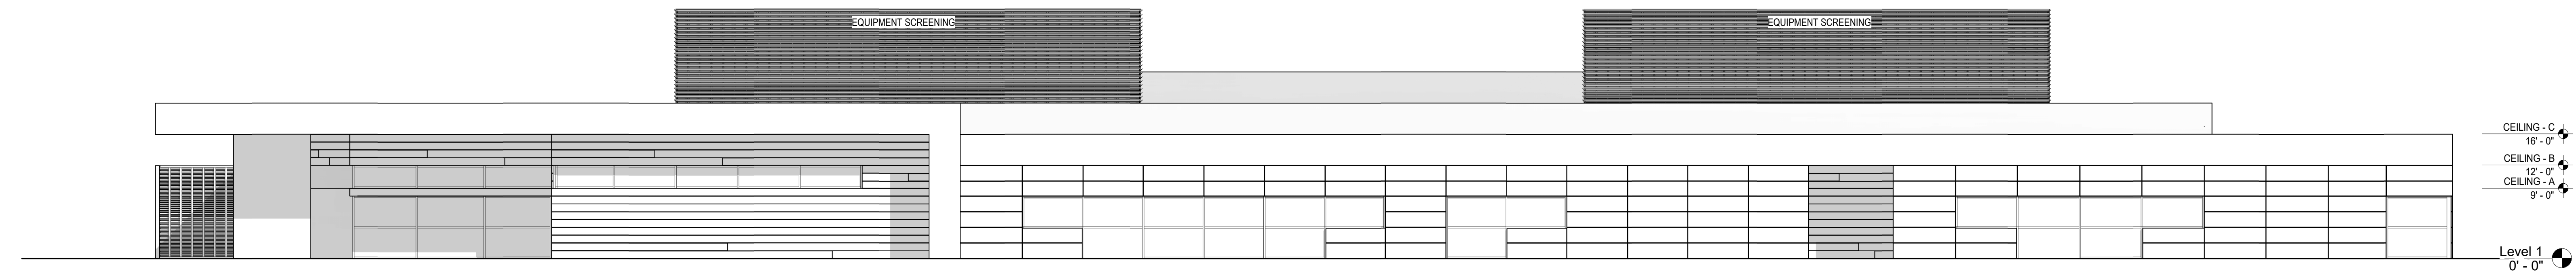 EQUIPMENT SCREENING
EQUIPMENT SCREENING
CEILING - C
16' - 0"
CEILING - B
12' - 0"
CEILING - A
9' - 0"
Level 1
0' - 0"